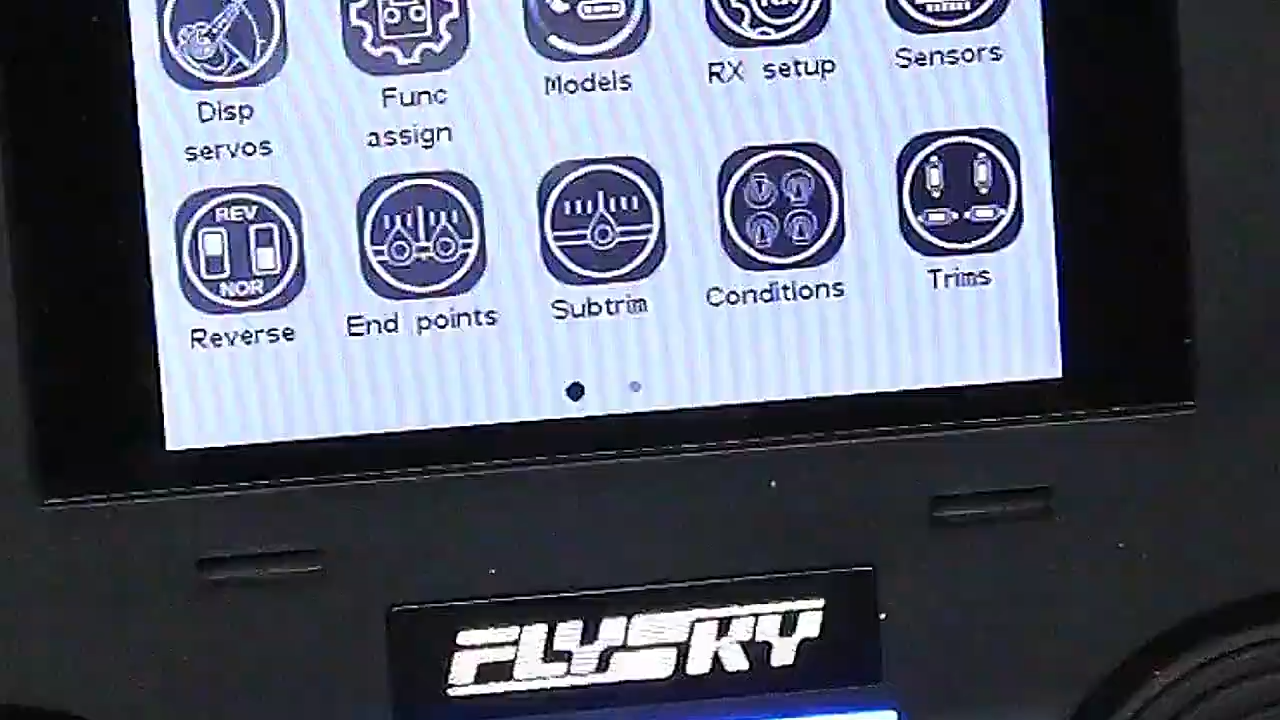 Disp
servos
Func
assign
Models
RX setup
Sensors
REV
NOR
Reverse
End points
Subtrim
Conditions
Trims
FLYSKY